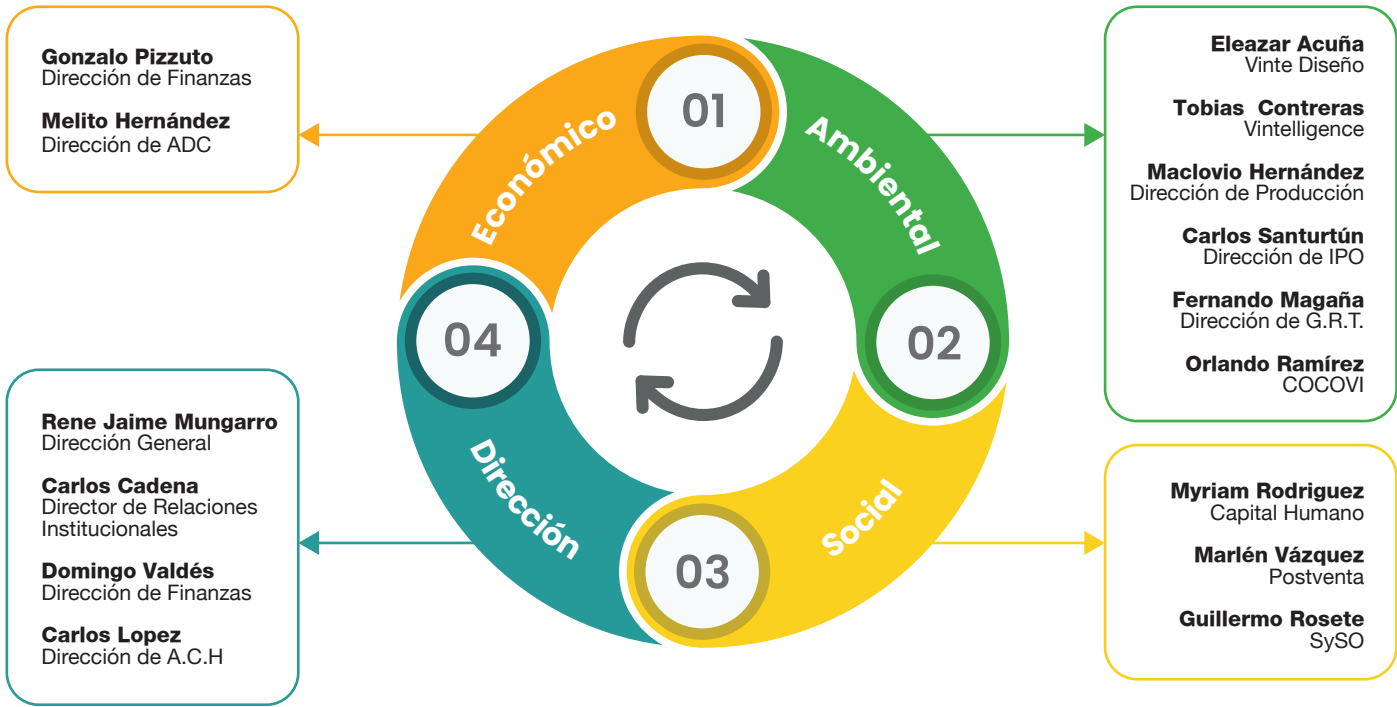 Gonzalo Pizzuto
Dirección de Finanzas
Melito Hernández
Dirección de ADC
Económico
01
Ambiental
Eleazar Acuña
Vinte Diseño
Tobias Contreras
Vintelligence
Maclovio Hernández
Dirección de Producción
Carlos Santurtún
Dirección de IPO
Fernando Magaña
Dirección de G.R.T.
Orlando Ramírez
COCOVI
02
Social
Myriam Rodriguez
Capital Humano
Marlén Vázquez
Postventa
Guillermo Rosete
SySO
03
Dirección
04
Rene Jaime Mungarro
Dirección General
Carlos Cadena
Director de Relaciones
Institucionales
Domingo Valdés
Dirección de Finanzas
Carlos Lopez
Dirección de A.C.H